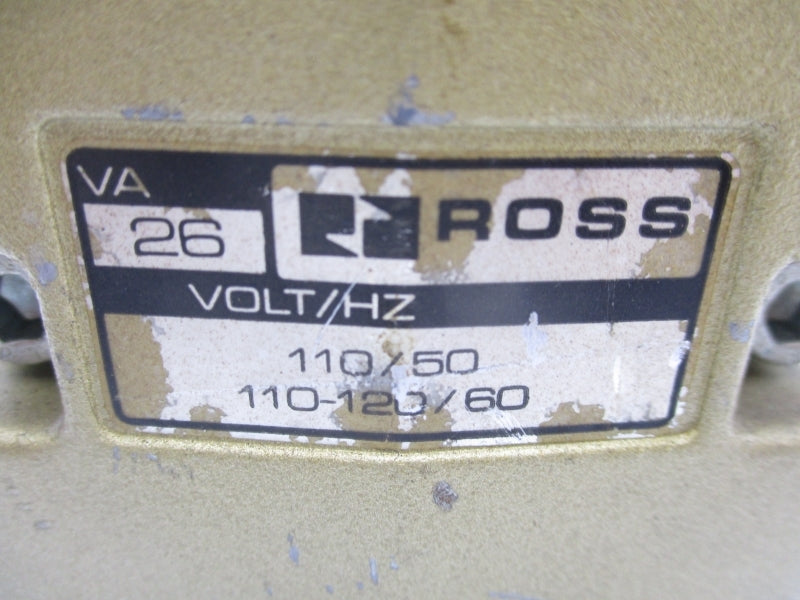 VA
26
ROSS
VOLT/HZ
110/50
110-120/60